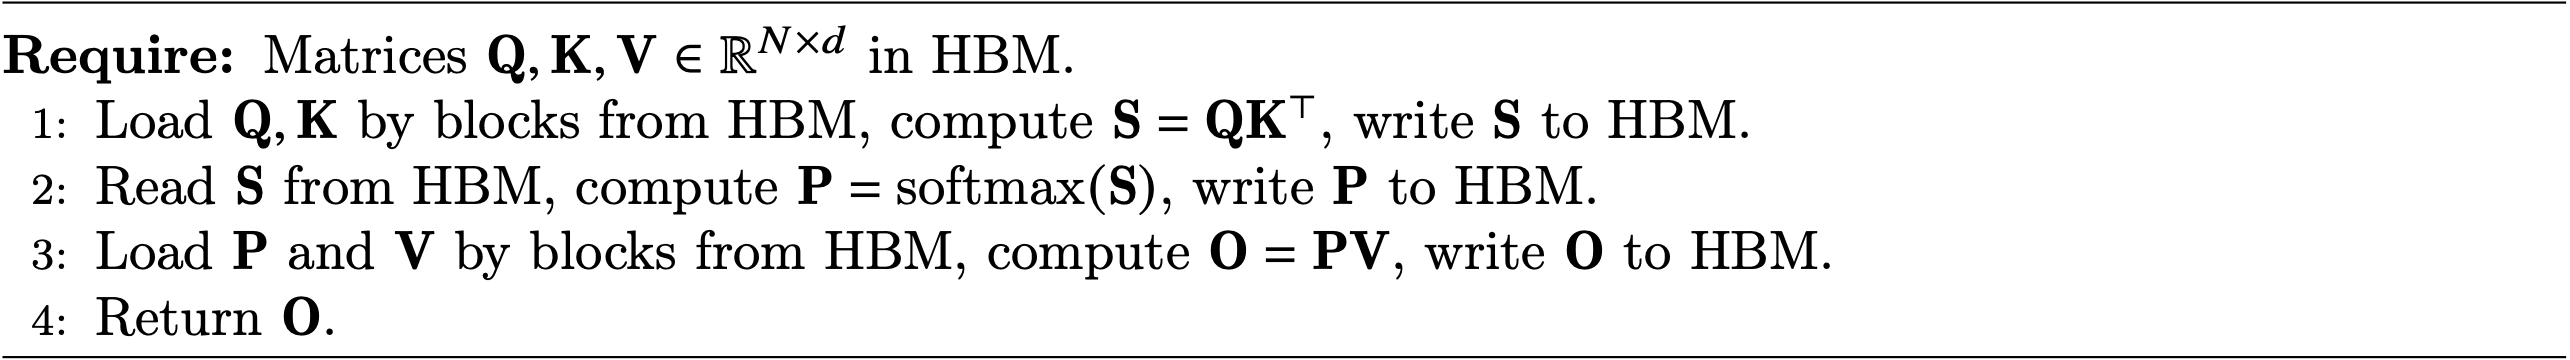 Require: Matrices Q, K, V ∈ ℝ^{N×d} in HBM.
1: Load Q, K by blocks from HBM, compute S = QK^⊤, write S to HBM.
2: Read S from HBM, compute P = softmax(S), write P to HBM.
3: Load P and V by blocks from HBM, compute O = PV, write O to HBM.
4: Return O.